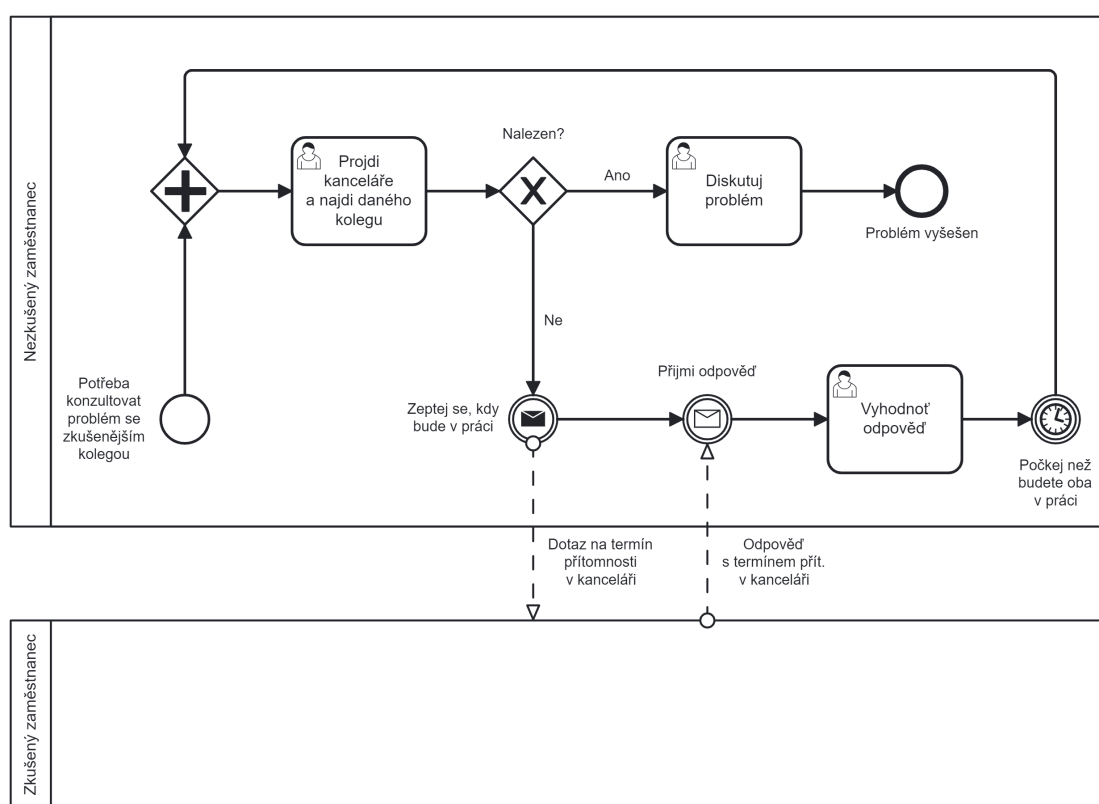 Nezkušený zaměstnanec
Nalezen?
Projdi
kanceláře
a najdi daného
kolegu
Ano
Diskutuj
problém
Problém vyšešen
Ne
Potřeba
konzultovat
problém se
zkušenějším
kolegou
Zeptej se, kdy
bude v práci
Přijmi odpověď
Vyhodnoť
odpověď
Počkej než
budete oba
v práci
Dotaz na termín
přítomnosti
v kanceláři
Odpověď
s termínem přít.
v kanceláři
Zkušený zaměstnanec